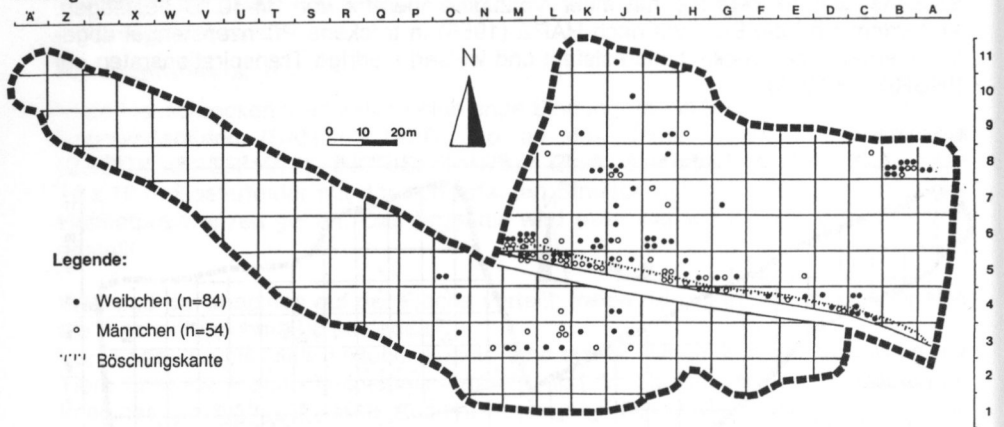 Ä Z Y X W V U T S R Q P O N M L K J I H G F E D C B A
11
10
9
8
7
6
5
4
3
2
1
N
0 10 20m
Legende:
Weibchen (n=84)
Männchen (n=54)
Böschungskante